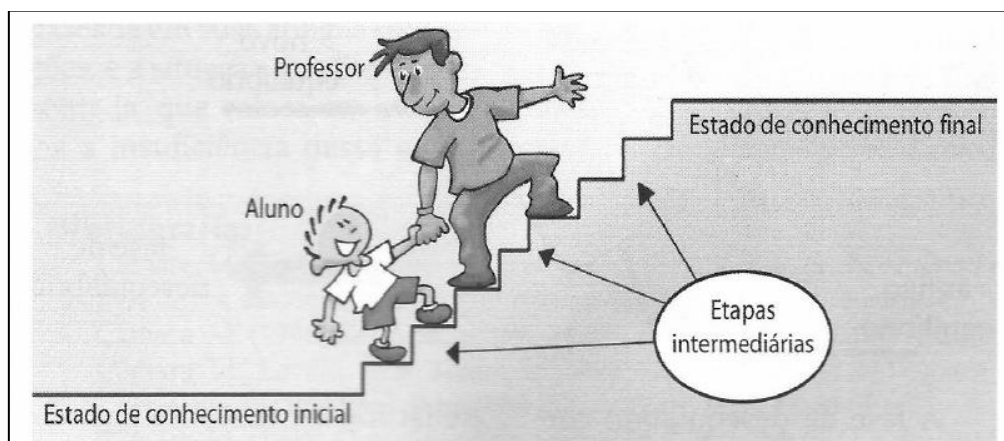 Professor
Estado de conhecimento final
Aluno
Etapas
intermediárias
Estado de conhecimento inicial